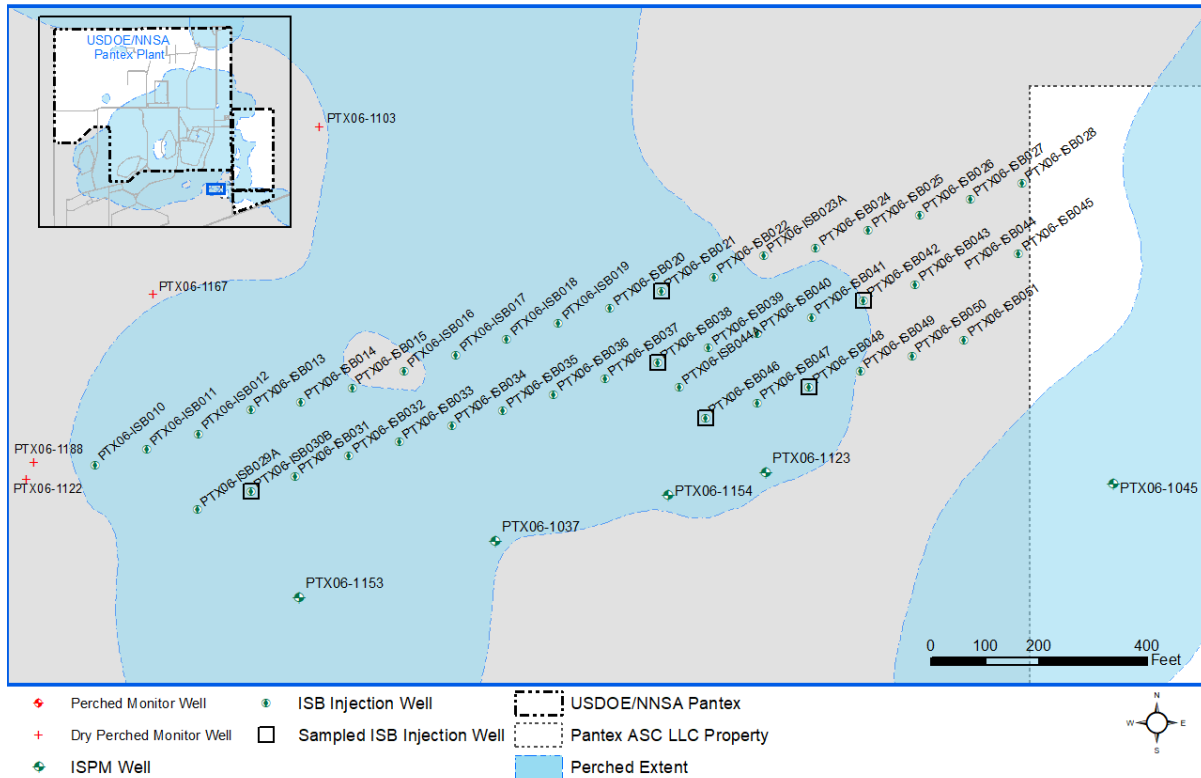 USDOE/NNSA
Pantex Plant
PTX06-1103
PTX06-1167
PTX06-1188
PTX06-1122
PTX06-ISB010
PTX06-ISB011
PTX06-ISB012
PTX06-ISB013
PTX06-ISB014
PTX06-ISB015
PTX06-ISB016
PTX06-ISB017
PTX06-ISB018
PTX06-ISB019
PTX06-ISB020
PTX06-ISB021
PTX06-ISB022
PTX06-ISB023A
PTX06-ISB024
PTX06-ISB025
PTX06-ISB026
PTX06-ISB027
PTX06-ISB028
PTX06-ISB029A
PTX06-ISB030B
PTX06-ISB031
PTX06-ISB032
PTX06-ISB033
PTX06-ISB034
PTX06-ISB035
PTX06-ISB036
PTX06-ISB037
PTX06-ISB038
PTX06-ISB039
PTX06-ISB040
PTX06-ISB041
PTX06-ISB042
PTX06-ISB043
PTX06-ISB044
PTX06-ISB045
PTX06-ISB044A
PTX06-ISB046
PTX06-ISB047
PTX06-ISB048
PTX06-ISB049
PTX06-ISB050
PTX06-ISB051
PTX06-1123
PTX06-1154
PTX06-1045
PTX06-1037
PTX06-1153
0 100 200 400
Feet
Perched Monitor Well
ISB Injection Well
USDOE/NNSA Pantex
Dry Perched Monitor Well
Sampled ISB Injection Well
Pantex ASC LLC Property
ISPM Well
Perched Extent
N
W
E
S